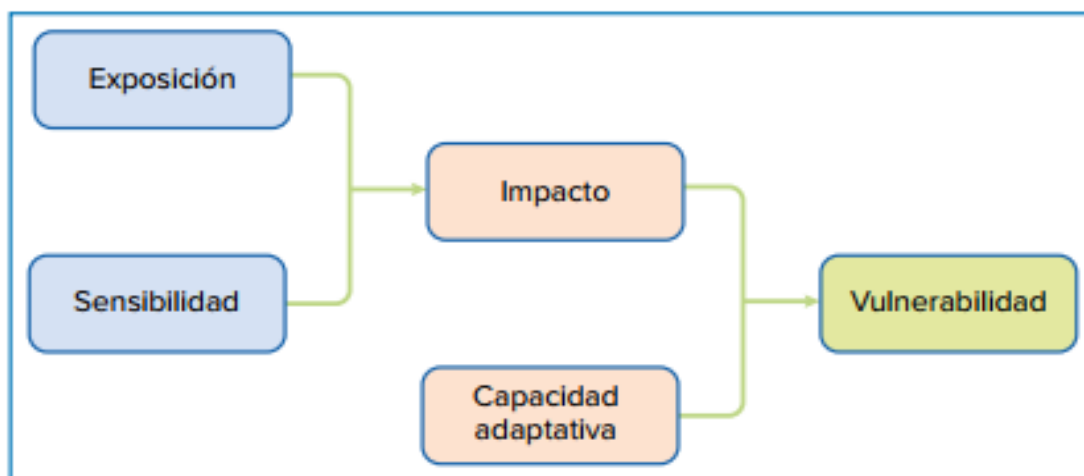 Exposición
Impacto
Sensibilidad
Vulnerabilidad
Capacidad
adaptativa